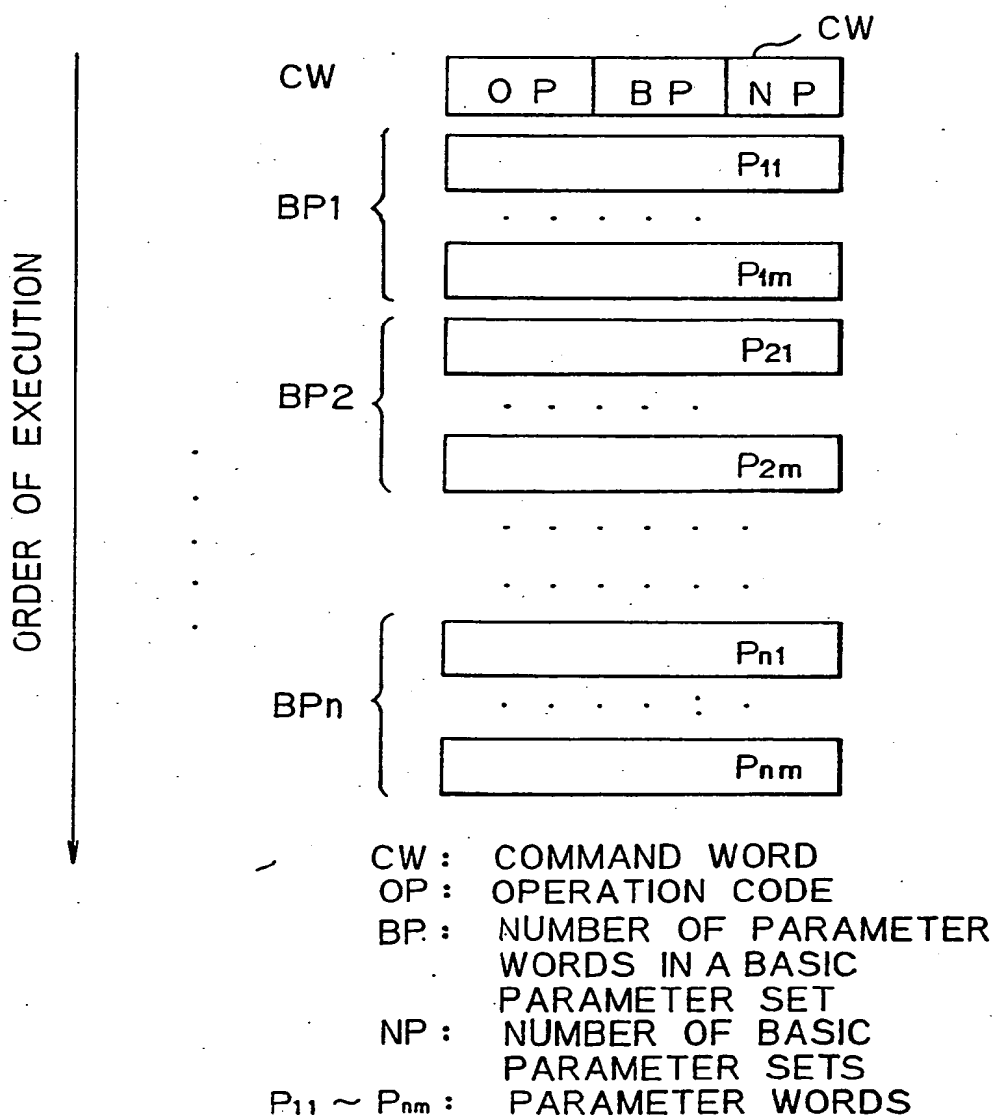 CW
CW
OP BP NP
P11
BP1
P1m
P21
BP2
P2m
ORDER OF EXECUTION
Pn1
BPn
Pnm
CW : COMMAND WORD
OP : OPERATION CODE
BP : NUMBER OF PARAMETER
WORDS IN A BASIC
PARAMETER SET
NP : NUMBER OF BASIC
PARAMETER SETS
P11 ~ Pnm : PARAMETER WORDS